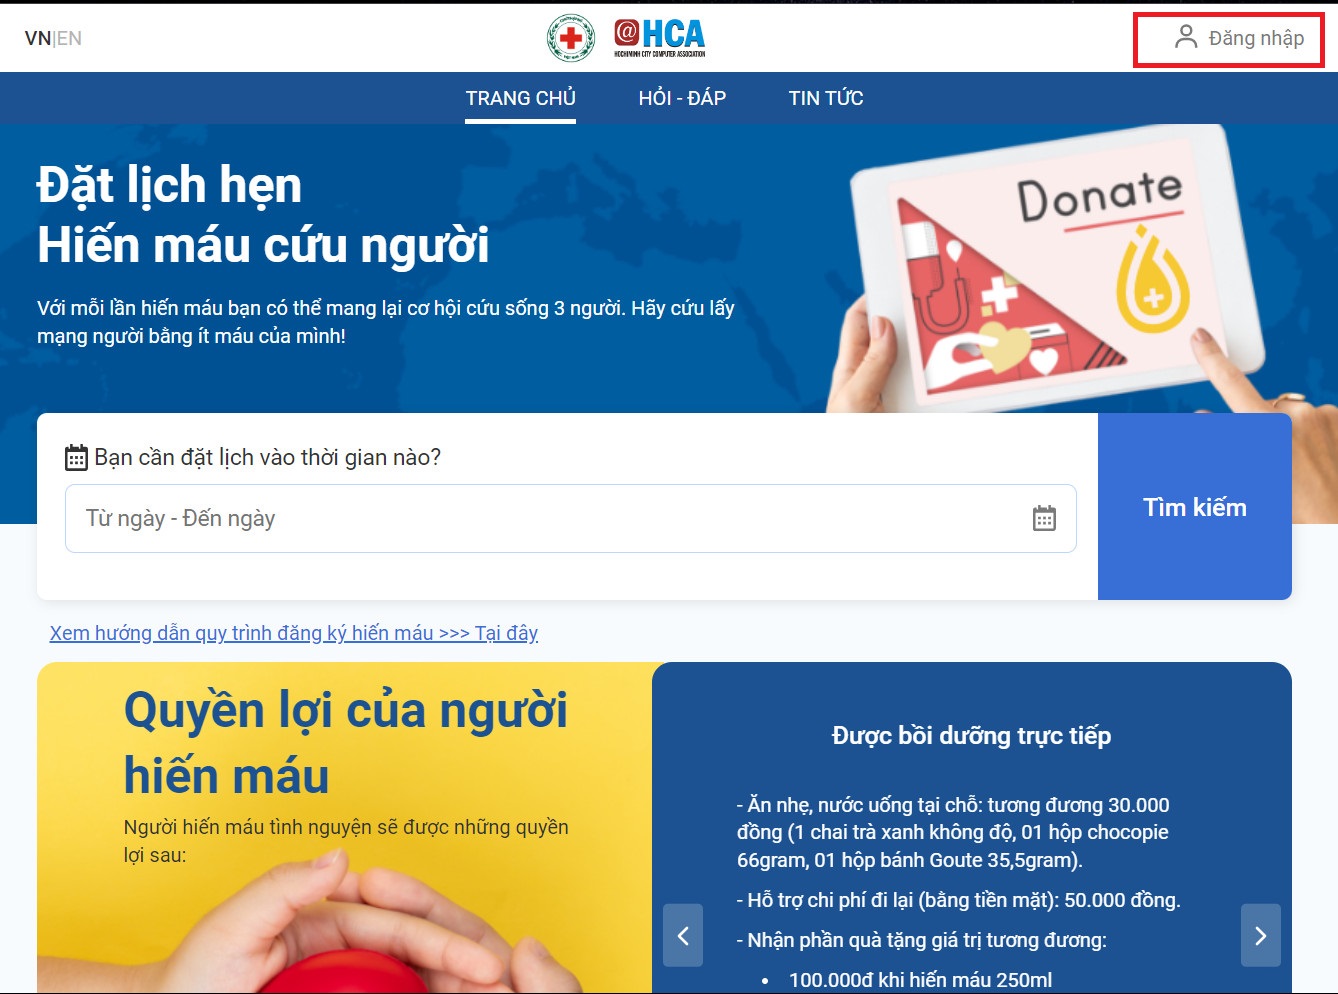 VN|EN
@HCA
HOCHIMINH CITY COMPUTER ASSOCIATION
Đăng nhập
TRANG CHỦ
HỎI - ĐÁP
TIN TỨC
Đặt lịch hẹn
Hiến máu cứu người
Với mỗi lần hiến máu bạn có thể mang lại cơ hội cứu sống 3 người. Hãy cứu lấy
mạng người bằng ít máu của mình!
Donate
Bạn cần đặt lịch vào thời gian nào?
Từ ngày - Đến ngày
Tìm kiếm
Xem hướng dẫn quy trình đăng ký hiến máu >>> Tại đây
Quyền lợi của người
hiến máu
Người hiến máu tình nguyện sẽ được những quyền
lợi sau:
Được bồi dưỡng trực tiếp
- Ăn nhẹ, nước uống tại chỗ: tương đương 30.000
đồng (1 chai trà xanh không độ, 01 hộp chocopie
66gram, 01 hộp bánh Goute 35,5gram).
- Hỗ trợ chi phí đi lại (bằng tiền mặt): 50.000 đồng.
- Nhận phần quà tặng giá trị tương đương:
• 100.000đ khi hiến máu 250ml